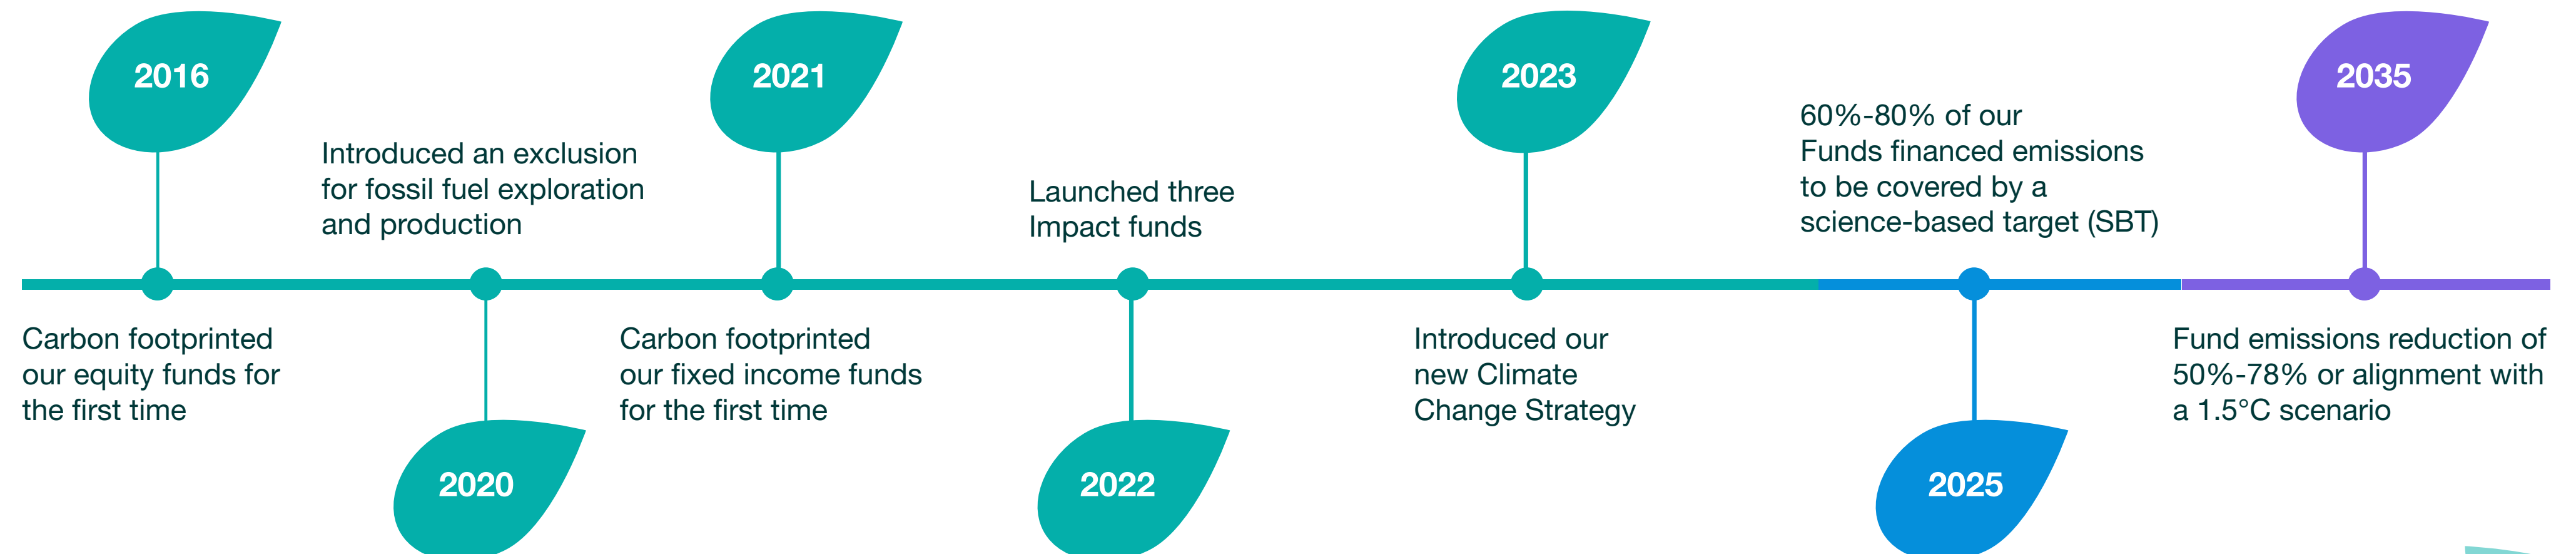 2016
Carbon footprinted
our equity funds for
the first time
Introduced an exclusion
for fossil fuel exploration
and production
2020
2021
Carbon footprinted
our fixed income funds
for the first time
Launched three
Impact funds
2022
2023
Introduced our
new Climate
Change Strategy
60%-80% of our
Funds financed emissions
to be covered by a
science-based target (SBT)
2025
2035
Fund emissions reduction of
50%-78% or alignment with
a 1.5°C scenario